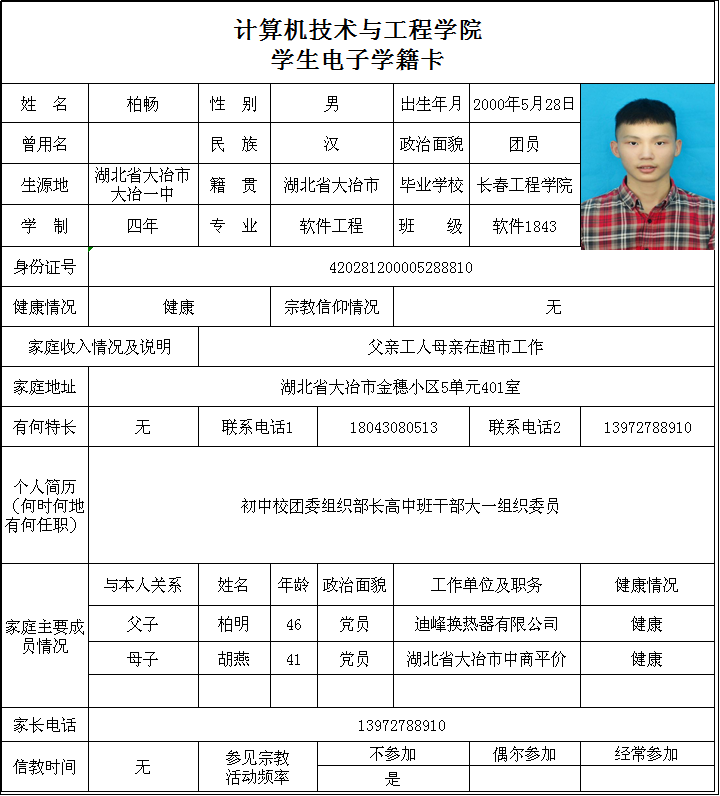 计算机技术与工程学院
学生电子学籍卡
姓 名 柏畅 性 别 男 出生年月 2000年5月28日
曾用名 民 族 汉 政治面貌 团员
生源地 湖北省大冶市大冶一中 籍 贯 湖北省大冶市 毕业学校 长春工程学院
学 制 四年 专 业 软件工程 班 级 软件1843
身份证号 420281200005288810
健康情况 健康 宗教信仰情况 无
家庭收入情况及说明 父亲工人母亲在超市工作
家庭地址 湖北省大冶市金穗小区5单元401室
有何特长 无 联系电话1 18043080513 联系电话2 13972788910
个人简历
(何时何地
有何任职)
初中校团委组织部长高中班干部大一组织委员
家庭主要成员情况
与本人关系 姓名 年龄 政治面貌 工作单位及职务 健康情况
父子 柏明 46 党员 迪峰换热器有限公司 健康
母子 胡燕 41 党员 湖北省大冶市中商平价 健康
家长电话 13972788910
信教时间 无 参见宗教活动频率 不参加 偶尔参加 经常参加
是